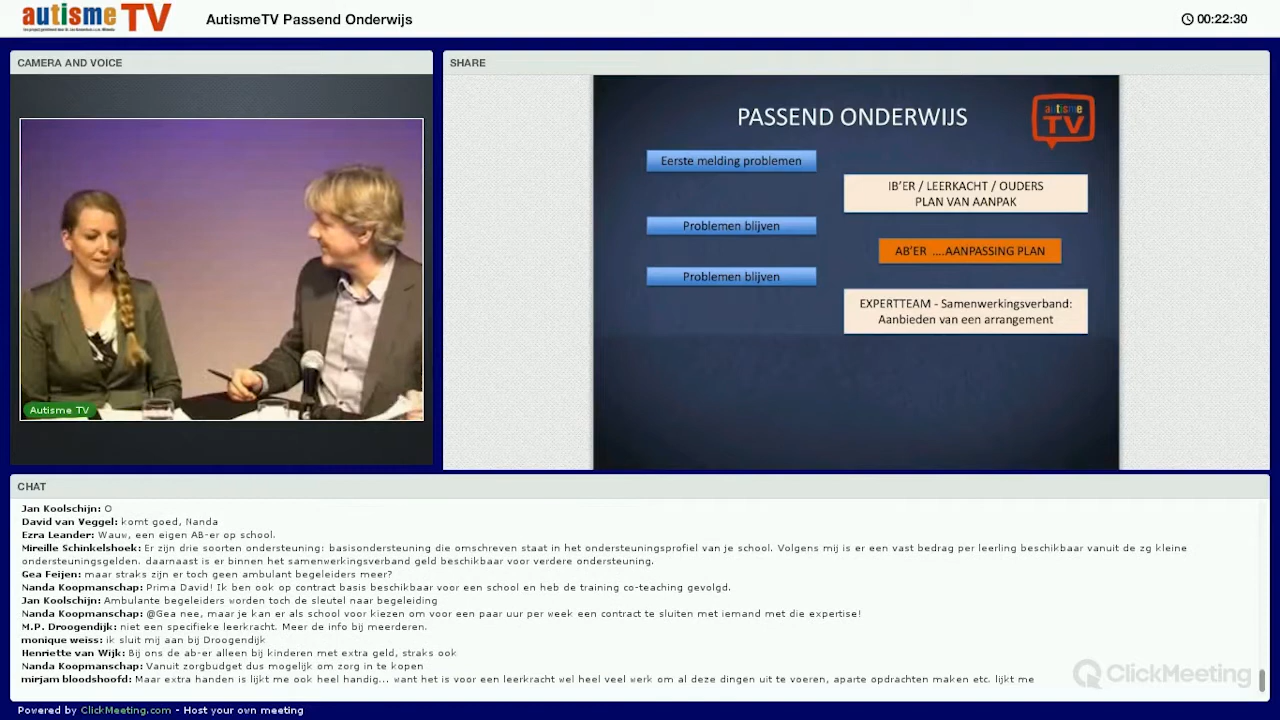 autisme TV
AutismeTV Passend Onderwijs
00:22:30
CAMERA AND VOICE
SHARE
PASSEND ONDERWIJS
autisme
TV
Eerste melding problemen
IB'ER / LEERKACHT / OUDERS
PLAN VAN AANPAK
Problemen blijven
AB'ER ....AANPASSING PLAN
Problemen blijven
EXPERTTEAM - Samenwerkingsverband:
Aanbieden van een arrangement
Autisme TV
CHAT
Jan Koolschijn: O
David van Veggel: komt goed, Nanda
Ezra Leander: Wauw, een eigen AB-er op school.
Mireille Schinkelshoek: Er zijn drie soorten ondersteuning: basisondersteuning die omschreven staat in het ondersteuningsprofiel van je school. Volgens mij is er een vast bedrag per leerling beschikbaar vanuit de zg kleine
ondersteuningsgelden. daarnaast is er binnen het samenwerkingsverband geld beschikbaar voor verdere ondersteuning.
Gea Feijen: maar straks zijn er toch geen ambulant begeleiders meer?
Nanda Koopmanschap: Prima David! Ik ben ook op contract basis beschikbaar voor een school en heb de training co-teaching gevolgd.
Jan Koolschijn: Ambulante begeleiders worden toch de sleutel naar begeleiding
Nanda Koopmanschap: @Gea nee, maar je kan er als school voor kiezen om voor een paar uur per week een contract te sluiten met iemand met die expertise!
M.P. Droogendijk: niet een specifieke leerkracht. Meer de info bij meerderen.
monique weiss: ik sluit mij aan bij Droogendijk
Henriette van Wijk: Bij ons de ab-er alleen bij kinderen met extra geld, straks ook
Nanda Koopmanschap: Vanuit zorgbudget dus mogelijk om zorg in te kopen
mirjam bloodshoofd: Maar extra handen is lijkt me ook heel handig... want het is voor een leerkracht wel heel veel werk om al deze dingen uit te voeren, aparte opdrachten maken etc. lijkt me
ClickMeeting
Powered by ClickMeeting.com - Host your own meeting